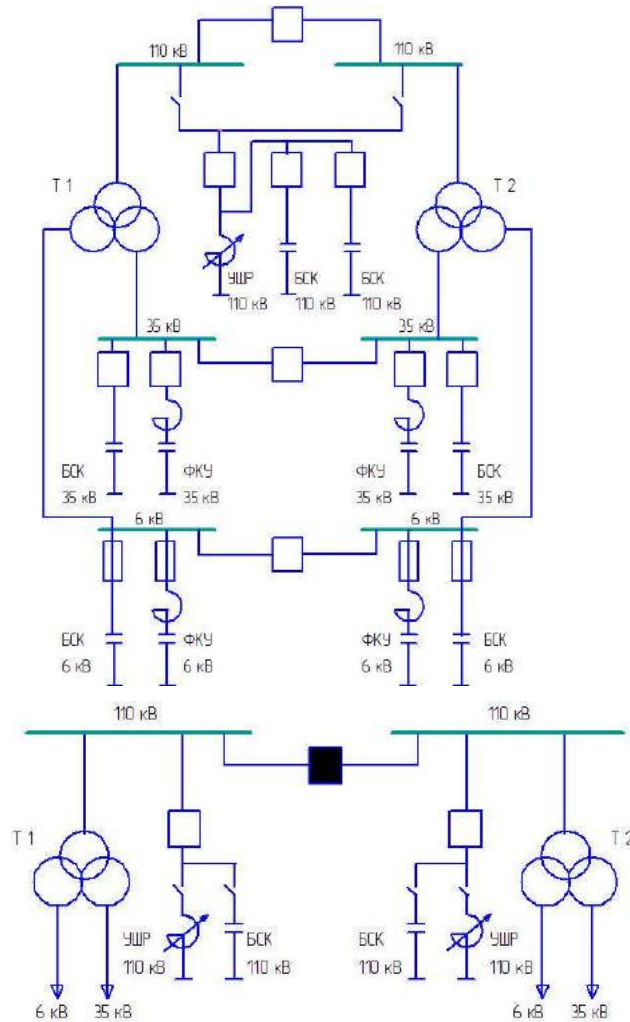 110 кВ 110 кВ
Т 1 Т 2
УШР БСК БСК
110 кВ 110 кВ 110 кВ
35 кВ 35 кВ
БСК ФКУ ФКУ БСК
35 кВ 35 кВ 35 кВ 35 кВ
6 кВ 6 кВ
БСК ФКУ ФКУ БСК
6 кВ 6 кВ 6 кВ 6 кВ
110 кВ 110 кВ
Т 1 Т 2
УШР БСК БСК УШР
110 кВ 110 кВ 110 кВ 110 кВ
6 кВ 35 кВ 6 кВ 35 кВ